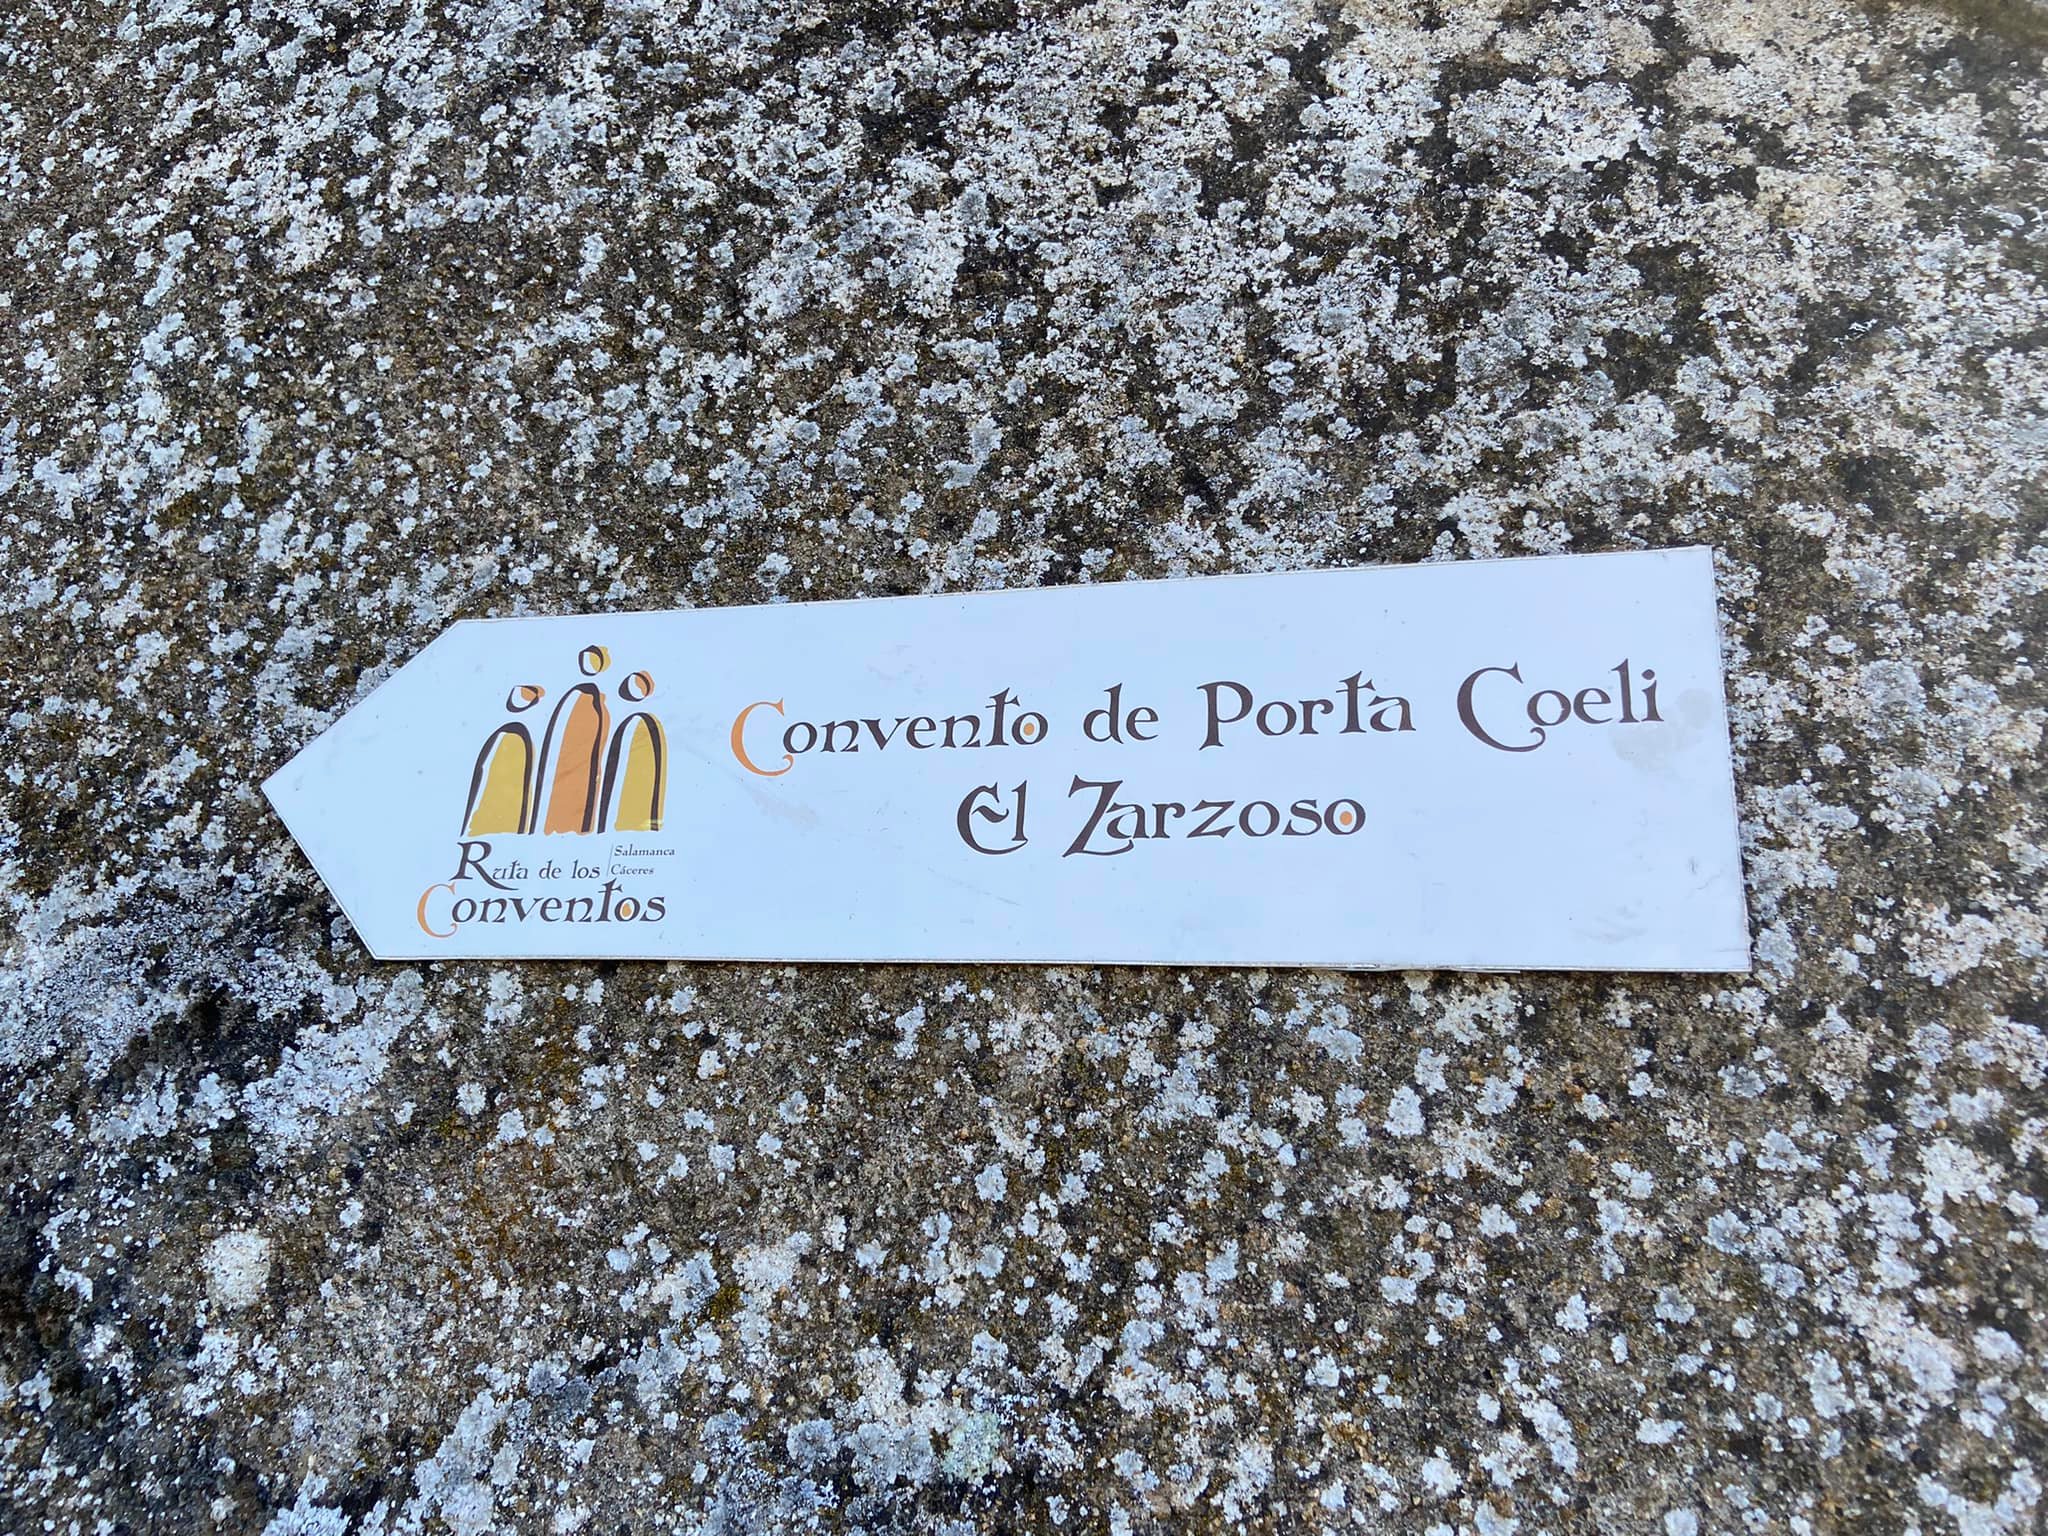 Convento de Porta Coeli
El Zarzoso
Ruta de los
Salamanca
Cáceres
Conventos